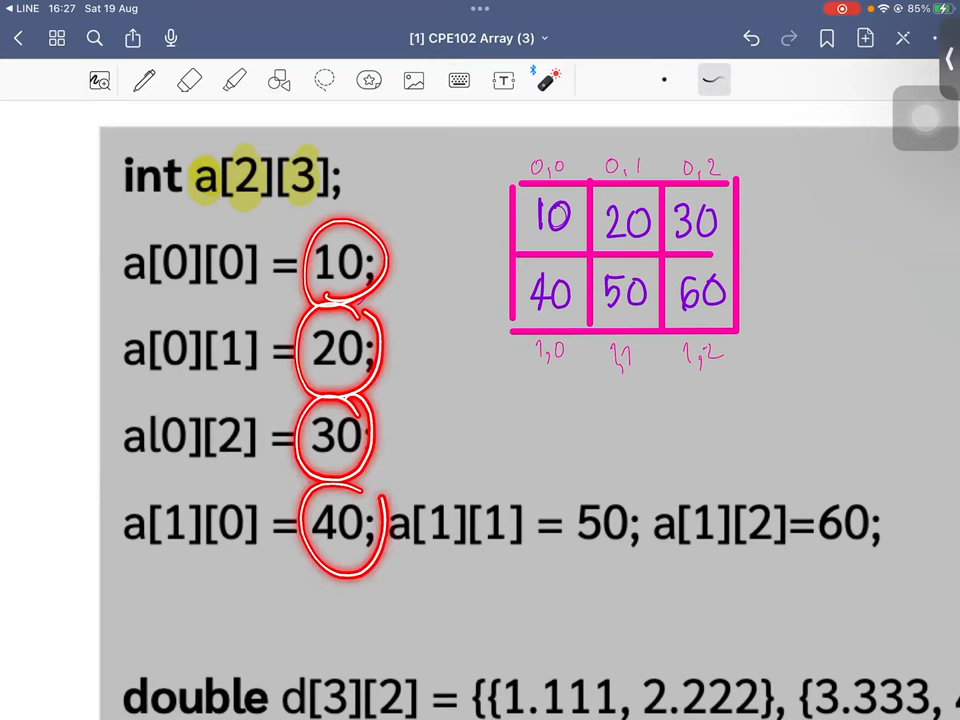 LINE 16:27 Sat 19 Aug 85%
[1] CPE102 Array (3)
int a[2][3];
0,0 0,1 0,2
10 20 30
a[0][0] = 10;
40 50 60
a[0][1] = 20;
1,0 1,1 1,2
al0][2] = 30
a[1][0] = 40; a[1][1] = 50; a[1][2]=60;
double d[3][2] = {{1.111, 2.222}, {3.333,